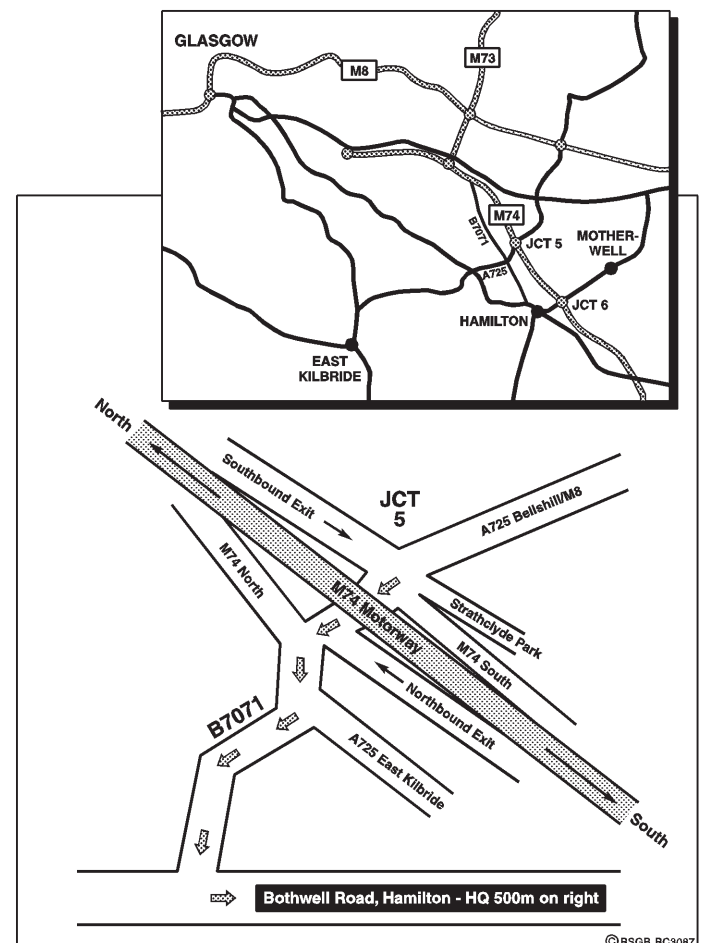 GLASGOW
M8
M73
M74
B7071
JCT 5
MOTHER-
WELL
A725
JCT 6
HAMILTON
EAST
KILBRIDE
North
Southbound Exit
JCT
5
A725 Bellshill/M8
M74 North
M74 Motorway
Strathclyde Park
M74 South
Northbound Exit
B7071
A725 East Kilbride
South
Bothwell Road, Hamilton - HQ 500m on right
© RSGB RC3087